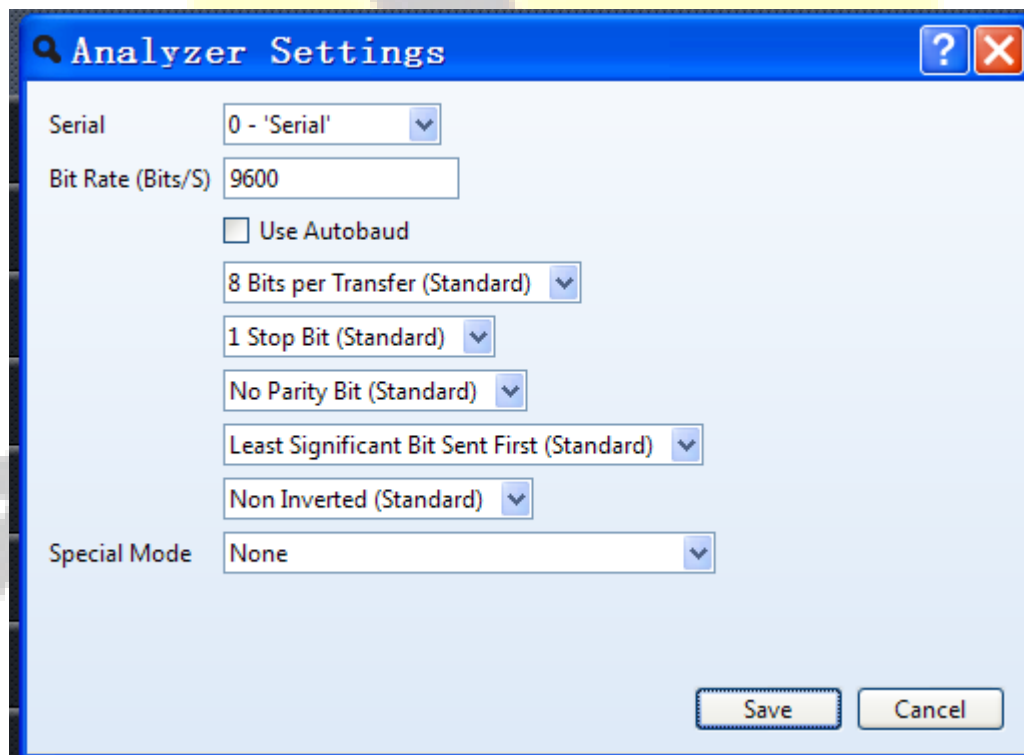 Analyzer Settings
Serial 0 - 'Serial'
Bit Rate (Bits/S) 9600
Use Autobaud
8 Bits per Transfer (Standard)
1 Stop Bit (Standard)
No Parity Bit (Standard)
Least Significant Bit Sent First (Standard)
Non Inverted (Standard)
Special Mode None
Save Cancel